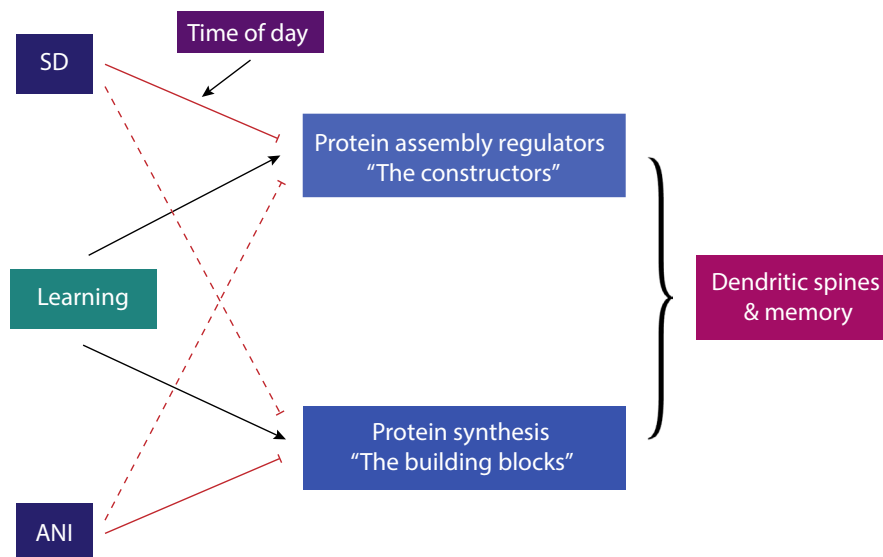 Time of day
SD
Protein assembly regulators
“The constructors”
Learning
Dendritic spines
& memory
Protein synthesis
“The building blocks”
ANI